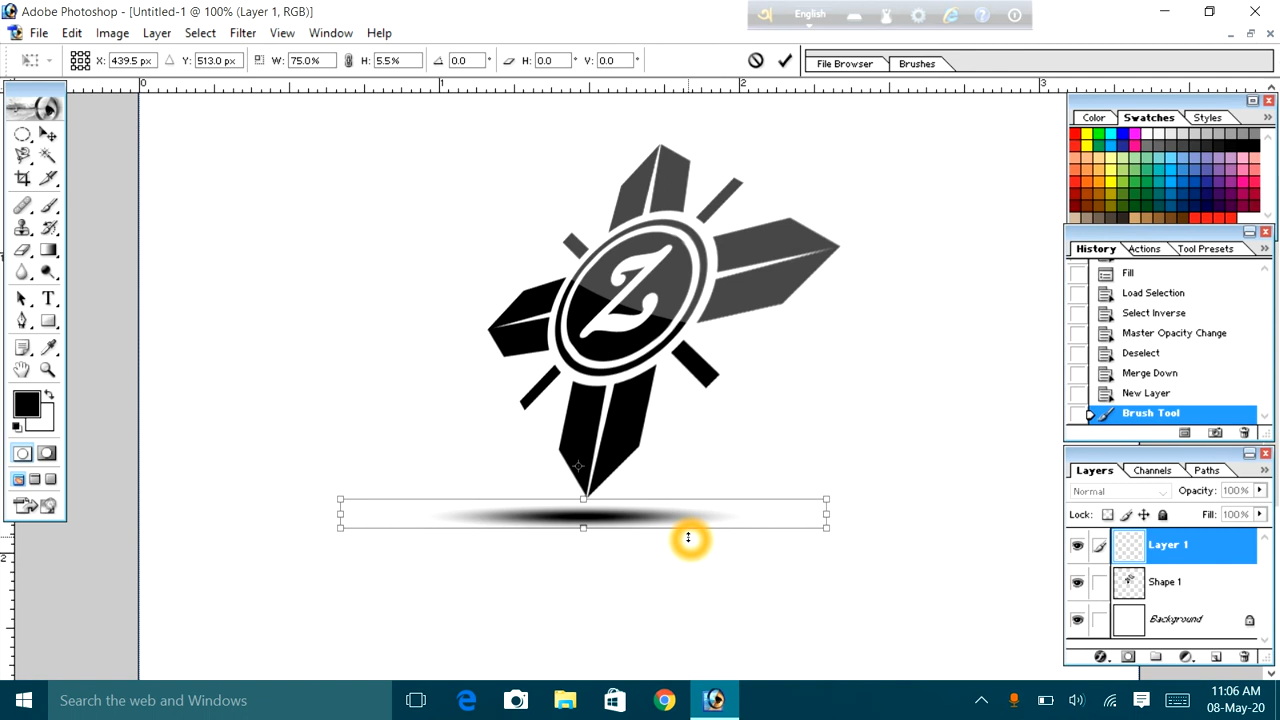 Adobe Photoshop - [Untitled-1 @ 100% (Layer 1, RGB)]
English
File Edit Image Layer Select Filter View Window Help
X: 439.5 px Y: 513.0 px W: 75.0% H: 5.5% 0.0 ° H: 0.0 ° V: 0.0 °
File Browser Brushes
0 1 2 3
Color Swatches Styles
Z
History Actions Tool Presets
Fill
Load Selection
Select Inverse
Master Opacity Change
Deselect
Merge Down
New Layer
Brush Tool
T
Layers Channels Paths
Normal Opacity: 100%
Lock: Fill: 100%
Layer 1
Shape 1
Background
2
Search the web and Windows
11:06 AM
08-May-20